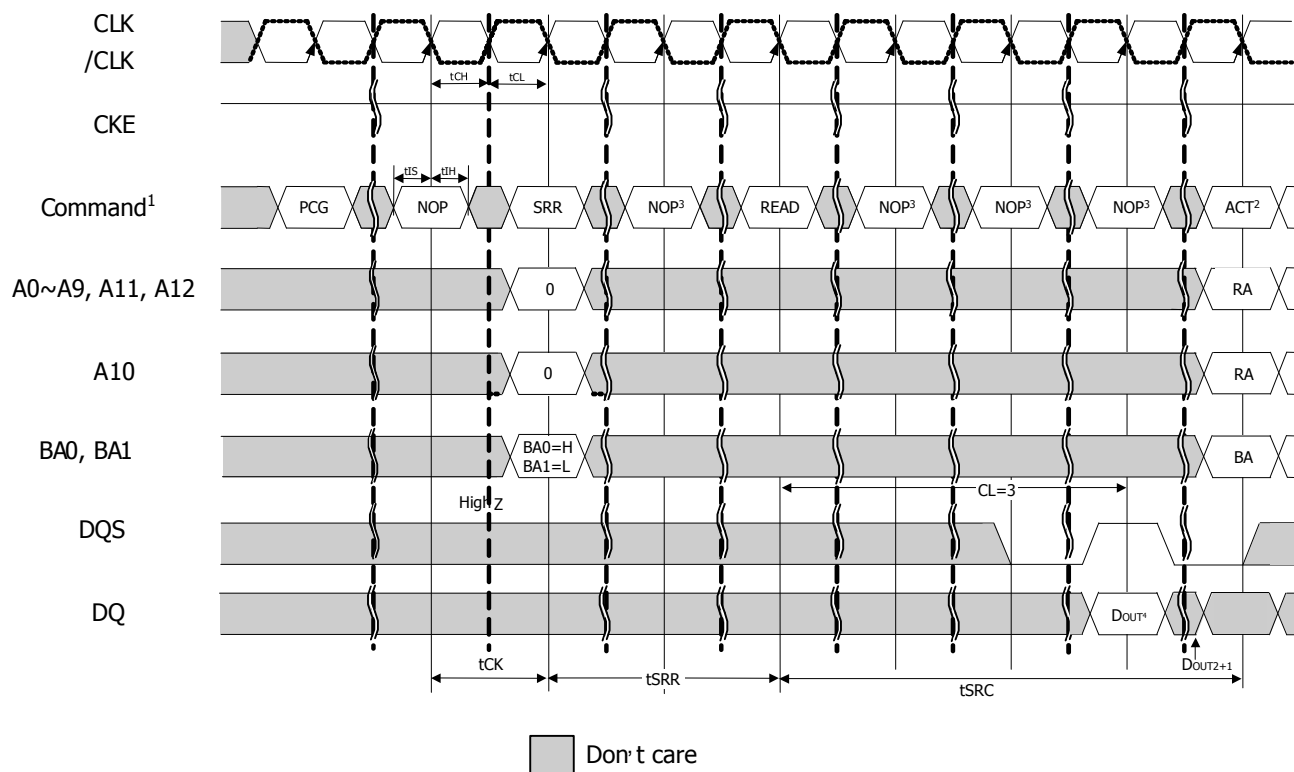 CLK
/CLK
tCH tCL
CKE
tIS tIH
Command¹ PCG NOP SRR NOP³ READ NOP³ NOP³ NOP³ ACT²
A0~A9, A11, A12 0 RA
A10 0 RA
BA0, BA1 BA0=H BA
BA1=L
CL=3
High Z
DQS
DQ DOUT⁴
DOUT2+1
tCK tSRR tSRC
Don't care